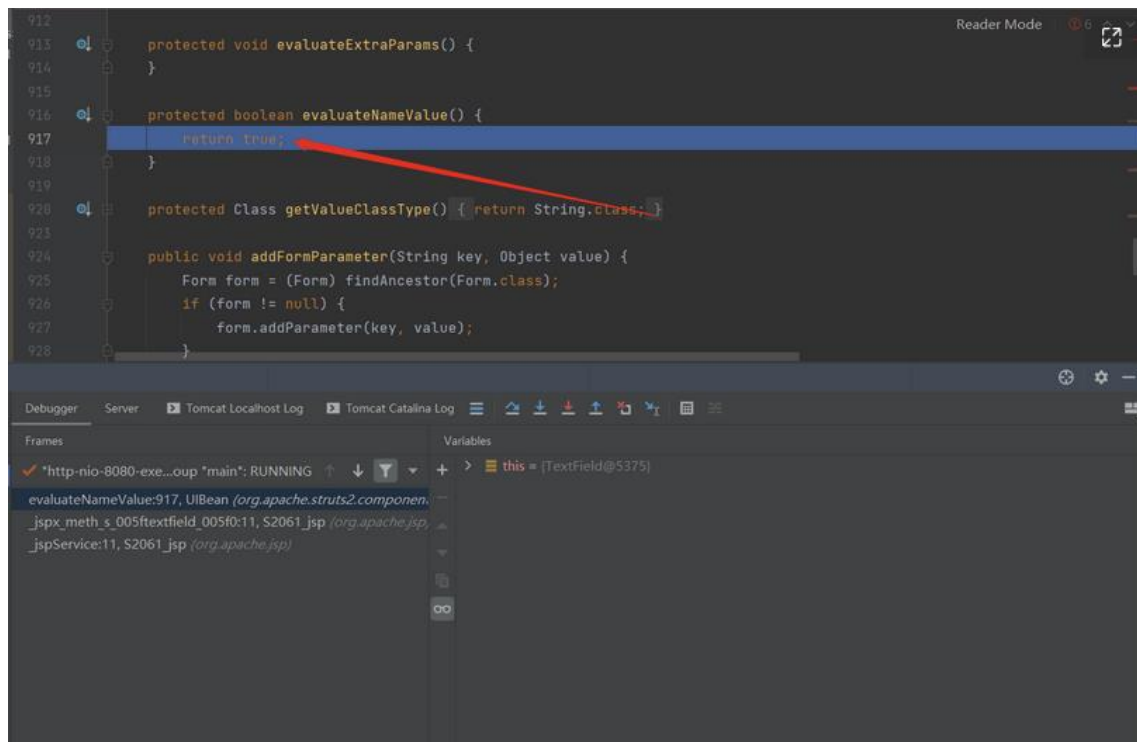 912
Reader Mode 6
913 protected void evaluateExtraParams() {
914 }
915
916 protected boolean evaluateNameValue() {
917 return true;
918 }
919
920 protected Class getValueClassType() { return String.class; }
923
924 public void addFormParameter(String key, Object value) {
925 Form form = (Form) findAncestor(Form.class);
926 if (form != null) {
927 form.addParameter(key, value);
928 }
Debugger Server Tomcat Localhost Log Tomcat Catalina Log
Frames Variables
"http-nio-8080-exe...oup "main": RUNNING
this = {TextField@5375}
evaluateNameValue:917, UIBean (org.apache.struts2.componen
_jspx_meth_s_005ftextfield_005f0:11, S2061_jsp (org.apache.jsp)
_jspService:11, S2061_jsp (org.apache.jsp)